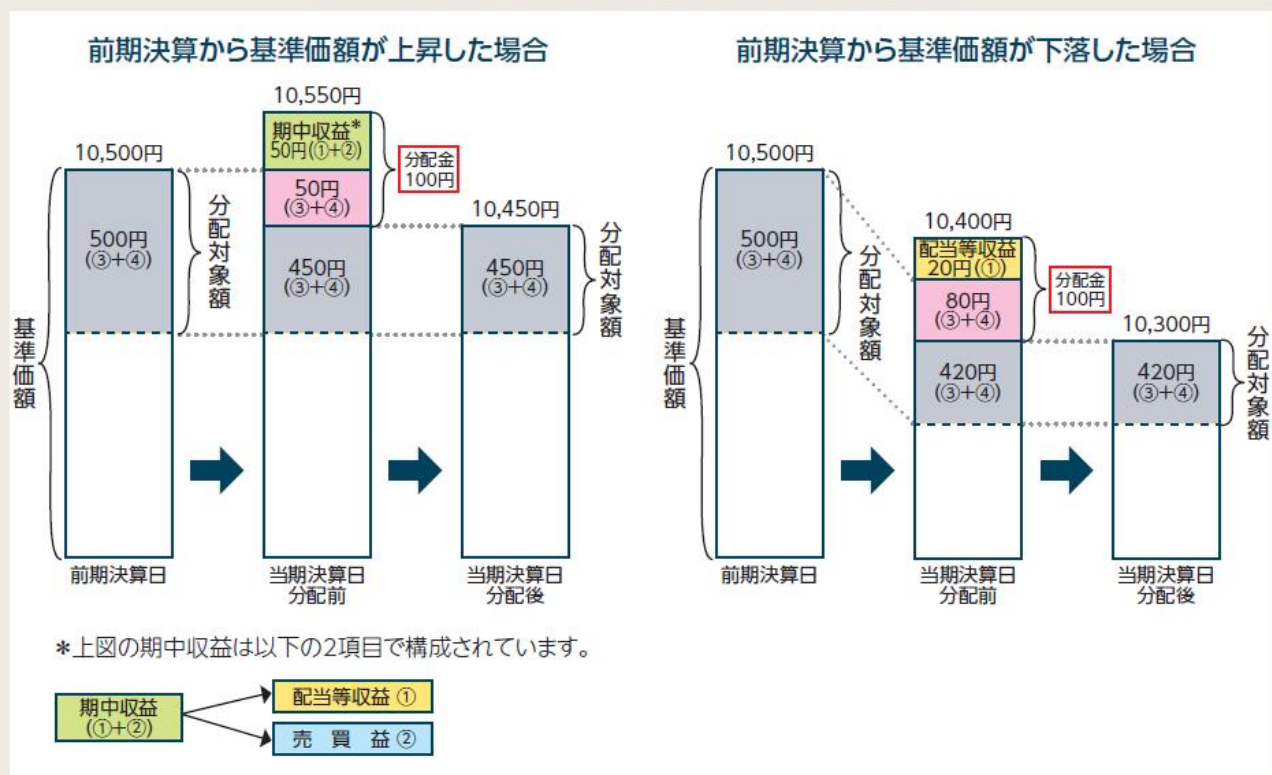 前期決算から基準価額が上昇した場合
10,500円
10,550円
10,450円
期中収益*
50円(①+②)
50円
(③+④)
分配金
100円
500円
(③+④)
450円
(③+④)
450円
(③+④)
分配対象額
分配対象額
基準価額
前期決算日
当期決算日
分配前
当期決算日
分配後
前期決算から基準価額が下落した場合
10,500円
10,400円
10,300円
配当等収益
20円(①)
80円
(③+④)
分配金
100円
500円
(③+④)
420円
(③+④)
420円
(③+④)
分配対象額
分配対象額
基準価額
前期決算日
当期決算日
分配前
当期決算日
分配後
*上図の期中収益は以下の2項目で構成されています。
期中収益
(①+②)
配当等収益 ①
売 買 益 ②